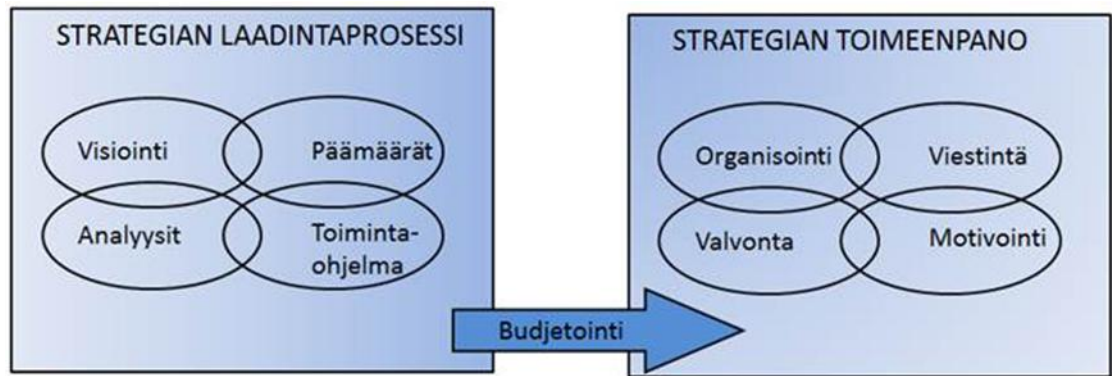 STRATEGIAN LAADINTAPROSESSI
Visiointi
Päämäärät
Analyysit
Toiminta-
ohjelma
Budjetointi
STRATEGIAN TOIMEENPANO
Organisointi
Viestintä
Valvonta
Motivointi